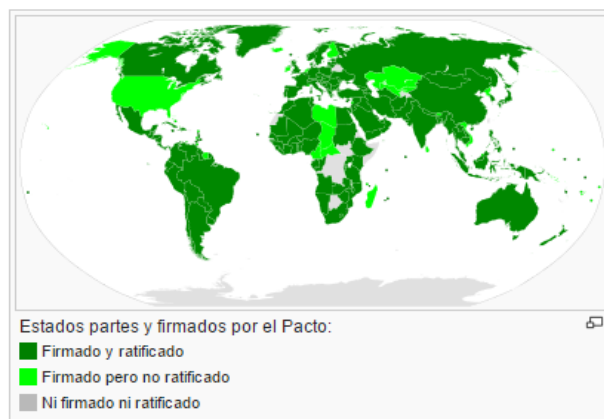 Estados partes y firmados por el Pacto:
Firmado y ratificado
Firmado pero no ratificado
Ni firmado ni ratificado